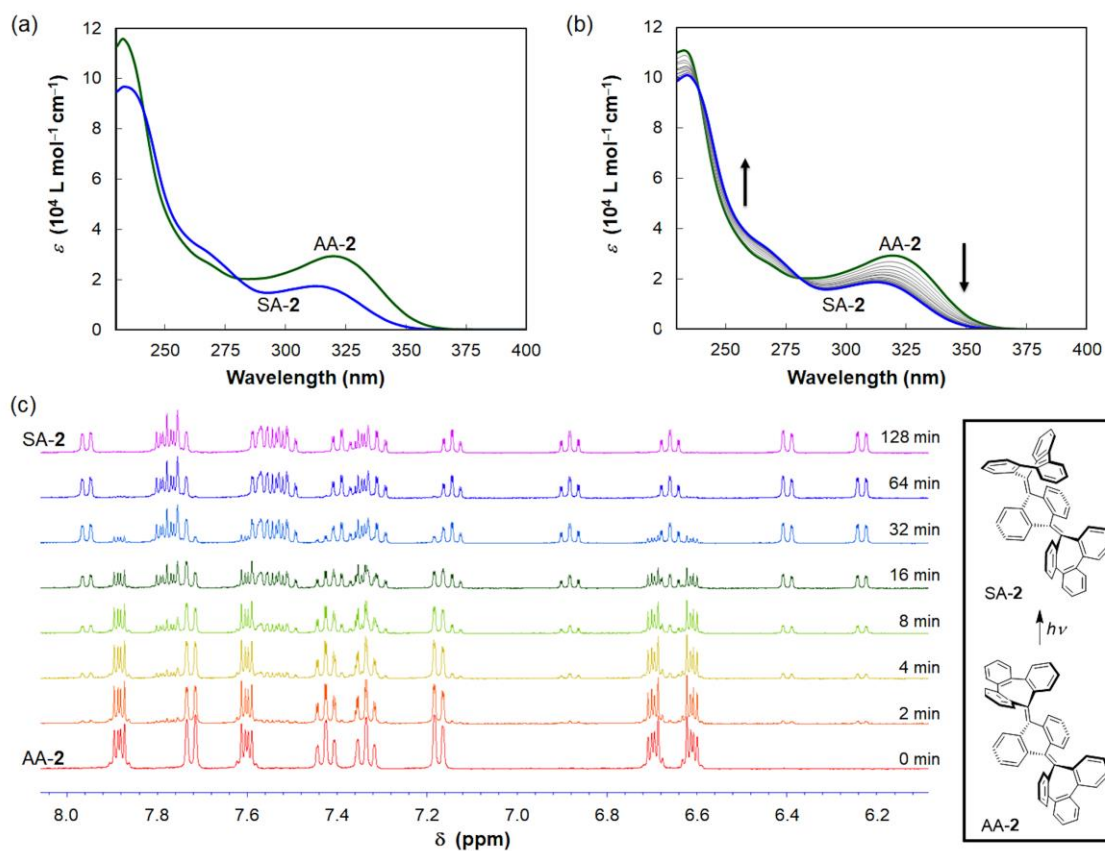 (a)
12
10
8
6
4
2
0
ε (10⁴ L mol⁻¹ cm⁻¹)
AA-2
SA-2
250 275 300 325 350 375 400
Wavelength (nm)
(b)
12
10
8
6
4
2
0
ε (10⁴ L mol⁻¹ cm⁻¹)
AA-2
SA-2
250 275 300 325 350 375 400
Wavelength (nm)
(c)
SA-2
128 min
64 min
32 min
16 min
8 min
4 min
2 min
AA-2
0 min
8.0 7.8 7.6 7.4 7.2 7.0 6.8 6.6 6.4 6.2
δ (ppm)
SA-2
hν
AA-2